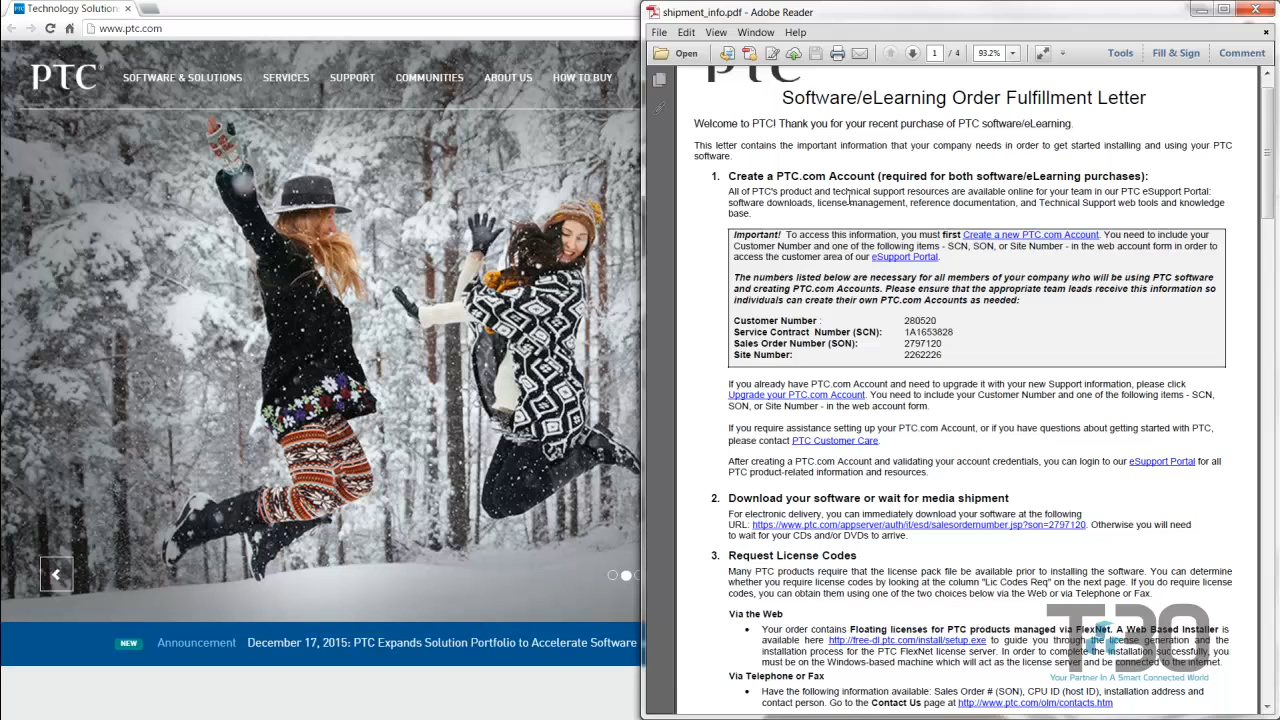 Technology Solution
www.ptc.com
PTC®
SOFTWARE & SOLUTIONS SERVICES SUPPORT COMMUNITIES ABOUT US HOW TO BUY
NEW Announcement December 17, 2015: PTC Expands Solution Portfolio to Accelerate Software
shipment_info.pdf - Adobe Reader
File Edit View Window Help
Open 1 / 4 93.2% Tools Fill & Sign Comment
PTC
Software/eLearning Order Fulfillment Letter
Welcome to PTC! Thank you for your recent purchase of PTC software/eLearning.
This letter contains the important information that your company needs in order to get started installing and using your PTC
software.
1. Create a PTC.com Account (required for both software/eLearning purchases):
All of PTC's product and technical support resources are available online for your team in our PTC eSupport Portal:
software downloads, license management, reference documentation, and Technical Support web tools and knowledge
base.
Important! To access this information, you must first Create a new PTC.com Account. You need to include your
Customer Number and one of the following items - SCN, SON, or Site Number - in the web account form in order to
access the customer area of our eSupport Portal.
The numbers listed below are necessary for all members of your company who will be using PTC software
and creating PTC.com Accounts. Please ensure that the appropriate team leads receive this information so
individuals can create their own PTC.com Accounts as needed:
Customer Number : 280520
Service Contract Number (SCN): 1A1653828
Sales Order Number (SON): 2797120
Site Number: 2262226
If you already have PTC.com Account and need to upgrade it with your new Support information, please click
Upgrade your PTC.com Account. You need to include your Customer Number and one of the following items - SCN,
SON, or Site Number - in the web account form.
If you require assistance setting up your PTC.com Account, or if you have questions about getting started with PTC,
please contact PTC Customer Care.
After creating a PTC.com Account and validating your account credentials, you can login to our eSupport Portal for all
PTC product-related information and resources.
2. Download your software or wait for media shipment
For electronic delivery, you can immediately download your software at the following
URL: https://www.ptc.com/appserver/auth/it/esd/salesordernumber.jsp?son=2797120. Otherwise you will need
to wait for your CDs and/or DVDs to arrive.
3. Request License Codes
Many PTC products require that the license pack file be available prior to installing the software. You can determine
whether you require license codes by looking at the column "Lic Codes Req" on the next page. If you do require license
codes, you can obtain them using one of the two choices below via the Web or via Telephone or Fax.
Via the Web
• Your order contains Floating licenses for PTC products managed via FlexNet. A Web Based Installer is
available here http://free-dl.ptc.com/install/setup.exe to guide you through the license generation and the
installation process for the PTC FlexNet license server. In order to complete the installation successfully, you
must be on the Windows-based machine which will act as the license server and be connected to the internet.
Via Telephone or Fax
• Have the following information available: Sales Order # (SON), CPU ID (host ID), installation address and
contact person. Go to the Contact Us page at http://www.ptc.com/olm/contacts.htm
Your Partner In A Smart Connected World